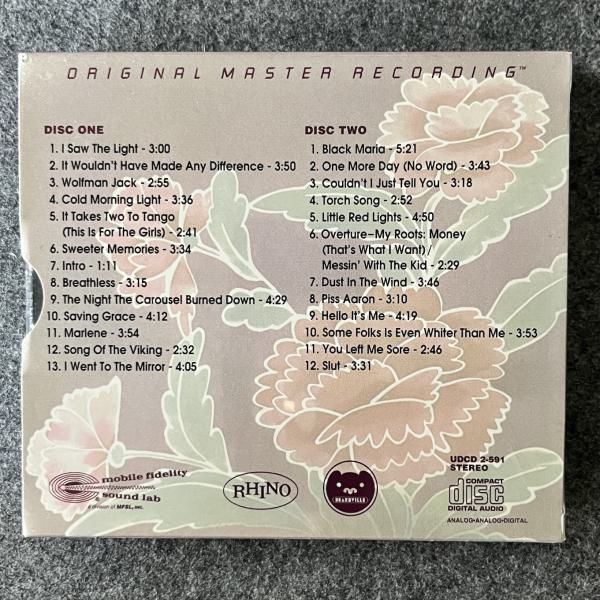 ORIGINAL MASTER RECORDING™
DISC ONE
1. I Saw The Light - 3:00
2. It Wouldn't Have Made Any Difference - 3:50
3. Wolfman Jack - 2:55
4. Cold Morning Light - 3:36
5. It Takes Two To Tango
(This Is For The Girls) - 2:41
6. Sweeter Memories - 3:34
7. Intro - 1:11
8. Breathless - 3:15
9. The Night The Carousel Burned Down - 4:29
10. Saving Grace - 4:12
11. Marlene - 3:54
12. Song Of The Viking - 2:32
13. I Went To The Mirror - 4:05
DISC TWO
1. Black Maria - 5:21
2. One More Day (No Word) - 3:43
3. Couldn't I Just Tell You - 3:18
4. Torch Song - 2:52
5. Little Red Lights - 4:50
6. Overture–My Roots: Money
(That's What I Want) /
Messin' With The Kid - 2:29
7. Dust In The Wind - 3:46
8. Piss Aaron - 3:10
9. Hello It's Me - 4:19
10. Some Folks Is Even Whiter Than Me - 3:53
11. You Left Me Sore - 2:46
12. Slut - 3:31
mobile fidelity
sound lab
a division of MFSL, INC.
RHINO
BEARSVILLE
UDCD 2-591
STEREO
COMPACT
disc
DIGITAL AUDIO
ANALOG•ANALOG•DIGITAL